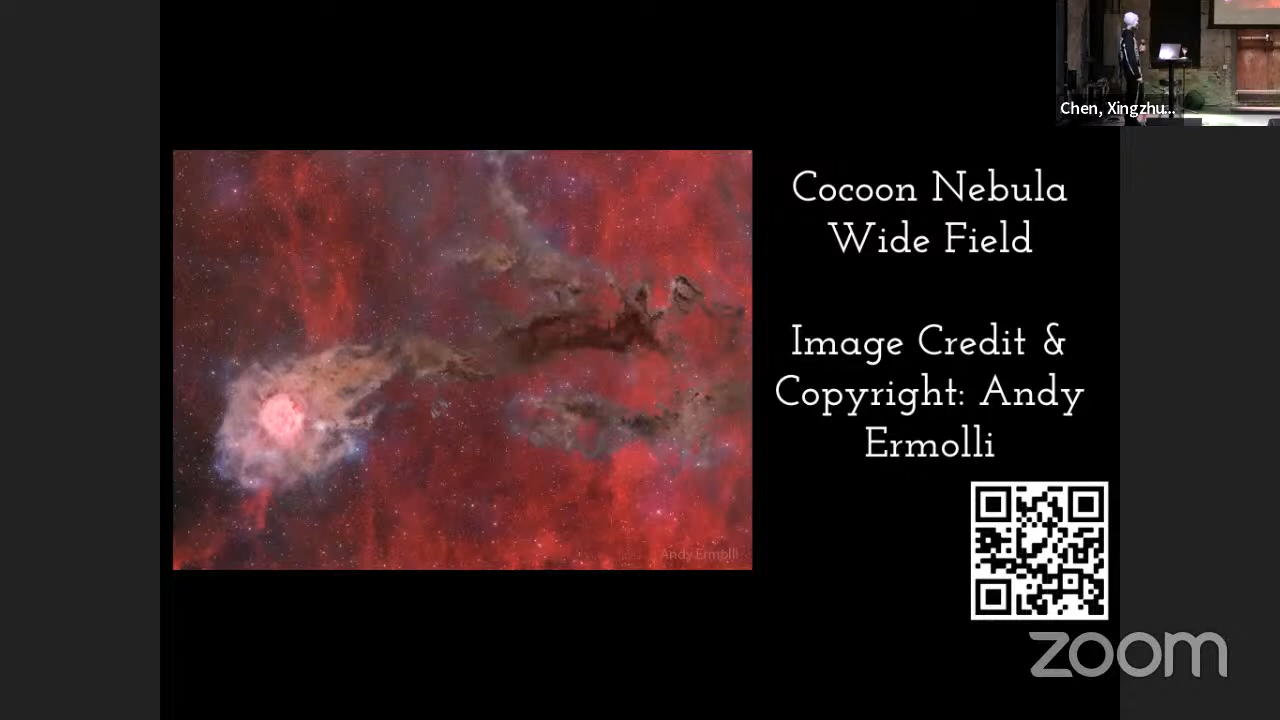 Chen, Xingzhu...
Cocoon Nebula
Wide Field
Image Credit &
Copyright: Andy
Ermolli
Andy Ermolli
zoom